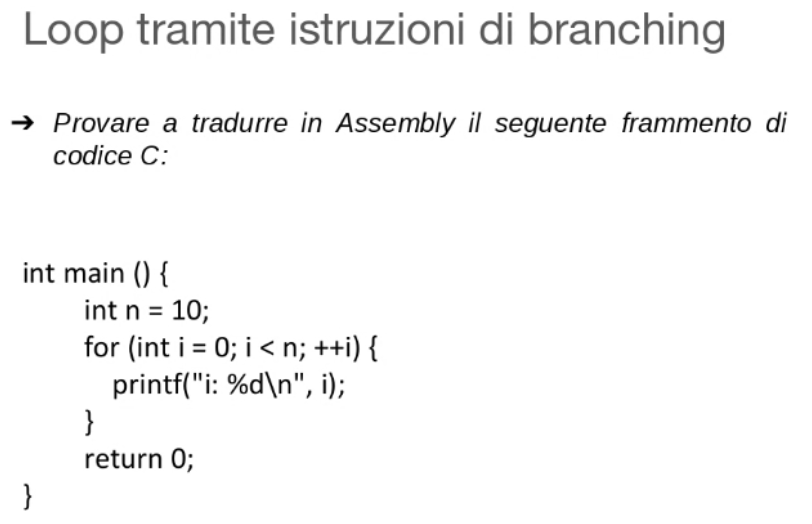 Loop tramite istruzioni di branching
➔ Provare a tradurre in Assembly il seguente frammento di
codice C:
int main () {
int n = 10;
for (int i = 0; i < n; ++i) {
printf("i: %d\n", i);
}
return 0;
}